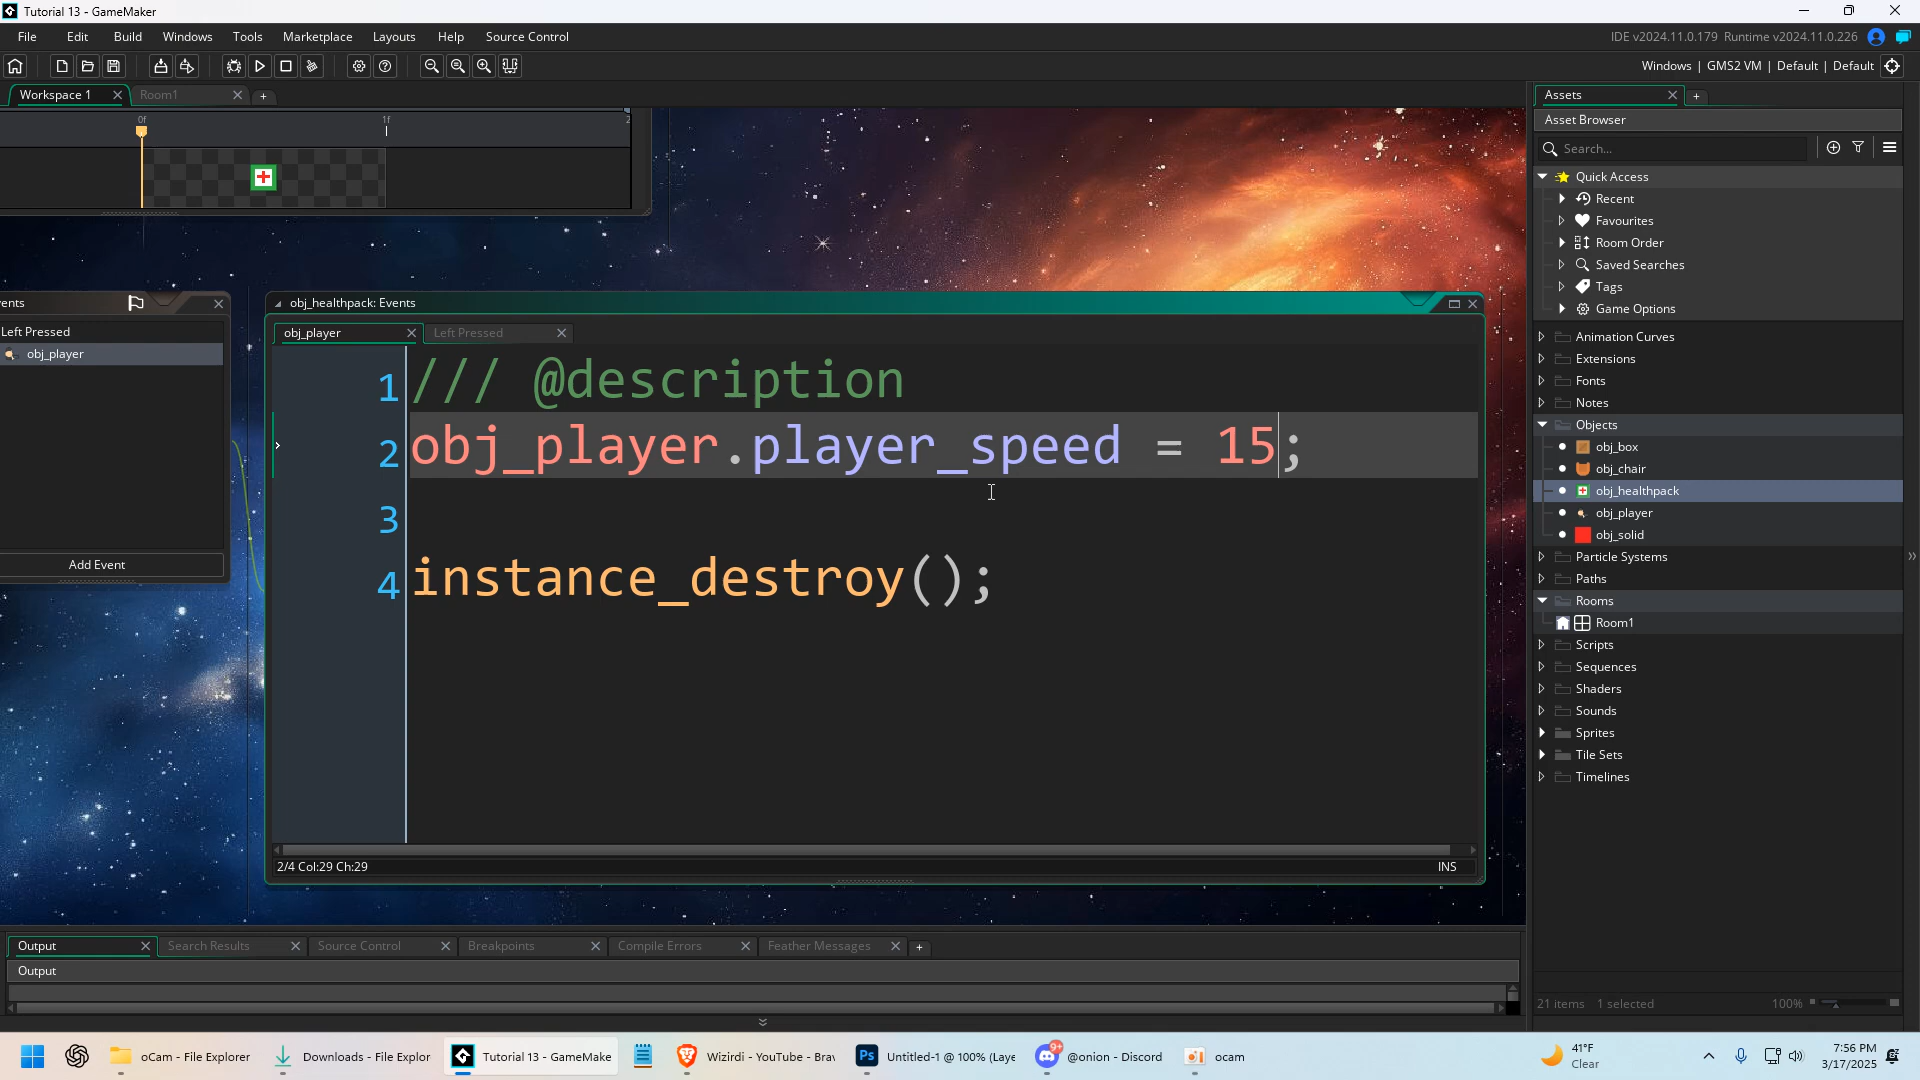 Tutorial 13 - GameMaker
File Edit Build Windows Tools Marketplace Layouts Help Source Control
IDE v2024.11.0.179 Runtime v2024.11.0.226
Windows | GMS2 VM | Default | Default
Workspace 1
Room1
0f
1f
2
ents
Left Pressed
obj_player
Add Event
obj_healthpack: Events
obj_player
Left Pressed
1 /// @description
2 obj_player.player_speed = 15;
3
4 instance_destroy();
2/4 Col:29 Ch:29
INS
Assets
Asset Browser
Search...
Quick Access
Recent
Favourites
Room Order
Saved Searches
Tags
Game Options
Animation Curves
Extensions
Fonts
Notes
Objects
obj_box
obj_chair
obj_healthpack
obj_player
obj_solid
Particle Systems
Paths
Rooms
Room1
Scripts
Sequences
Shaders
Sounds
Sprites
Tile Sets
Timelines
21 items 1 selected
100%
Output
Search Results
Source Control
Breakpoints
Compile Errors
Feather Messages
Output
oCam - File Explorer
Downloads - File Explor
Tutorial 13 - GameMake
Wizirdi - YouTube - Brav
Ps
Untitled-1 @ 100% (Laye
9+
@onion - Discord
ocam
41°F
Clear
7:56 PM
3/17/2025